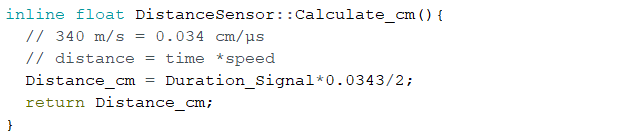 inline float DistanceSensor::Calculate_cm(){
// 340 m/s = 0.034 cm/µs
// distance = time *speed
Distance_cm = Duration_Signal*0.0343/2;
return Distance_cm;
}